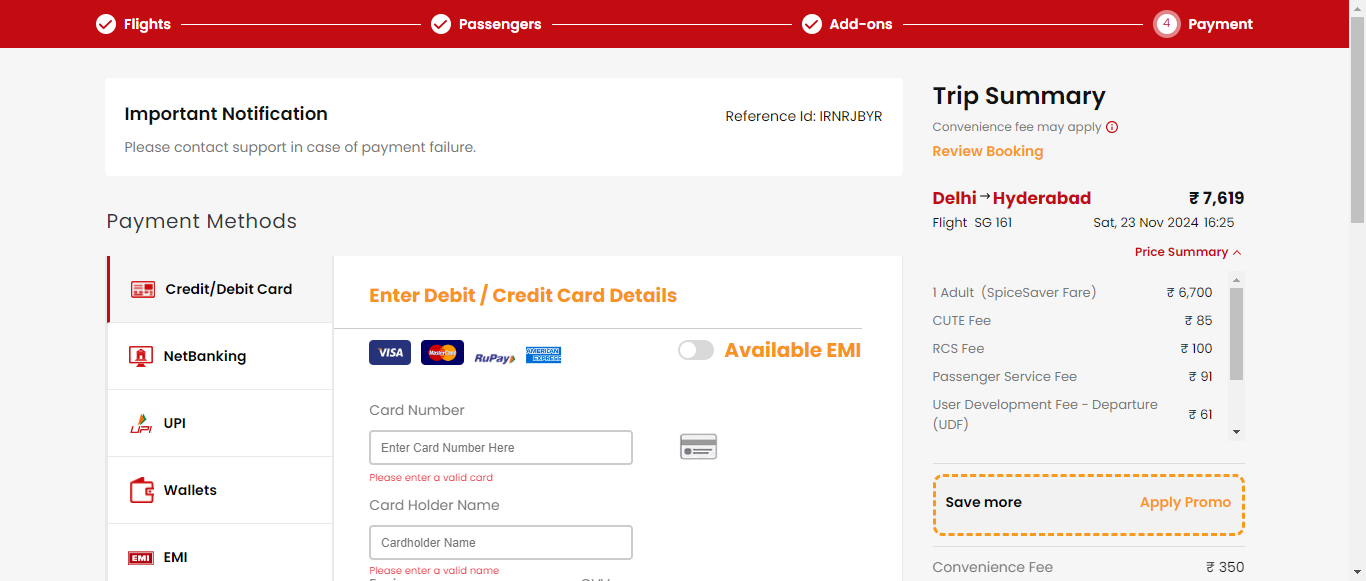 Flights
Passengers
Add-ons
4 Payment
Important Notification
Reference Id: IRNRJBYR
Please contact support in case of payment failure.
Payment Methods
Credit/Debit Card
NetBanking
UPI UPI
Wallets
EMI EMI
Enter Debit / Credit Card Details
VISA MasterCard RuPay AMERICAN EXPRESS
Available EMI
Card Number
Enter Card Number Here
Please enter a valid card
Card Holder Name
Cardholder Name
Please enter a valid name
Trip Summary
Convenience fee may apply
Review Booking
Delhi → Hyderabad ₹ 7,619
Flight SG 161 Sat, 23 Nov 2024 16:25
Price Summary
1 Adult (SpiceSaver Fare) ₹ 6,700
CUTE Fee ₹ 85
RCS Fee ₹ 100
Passenger Service Fee ₹ 91
User Development Fee - Departure
(UDF) ₹ 61
Save more Apply Promo
Convenience Fee ₹ 350